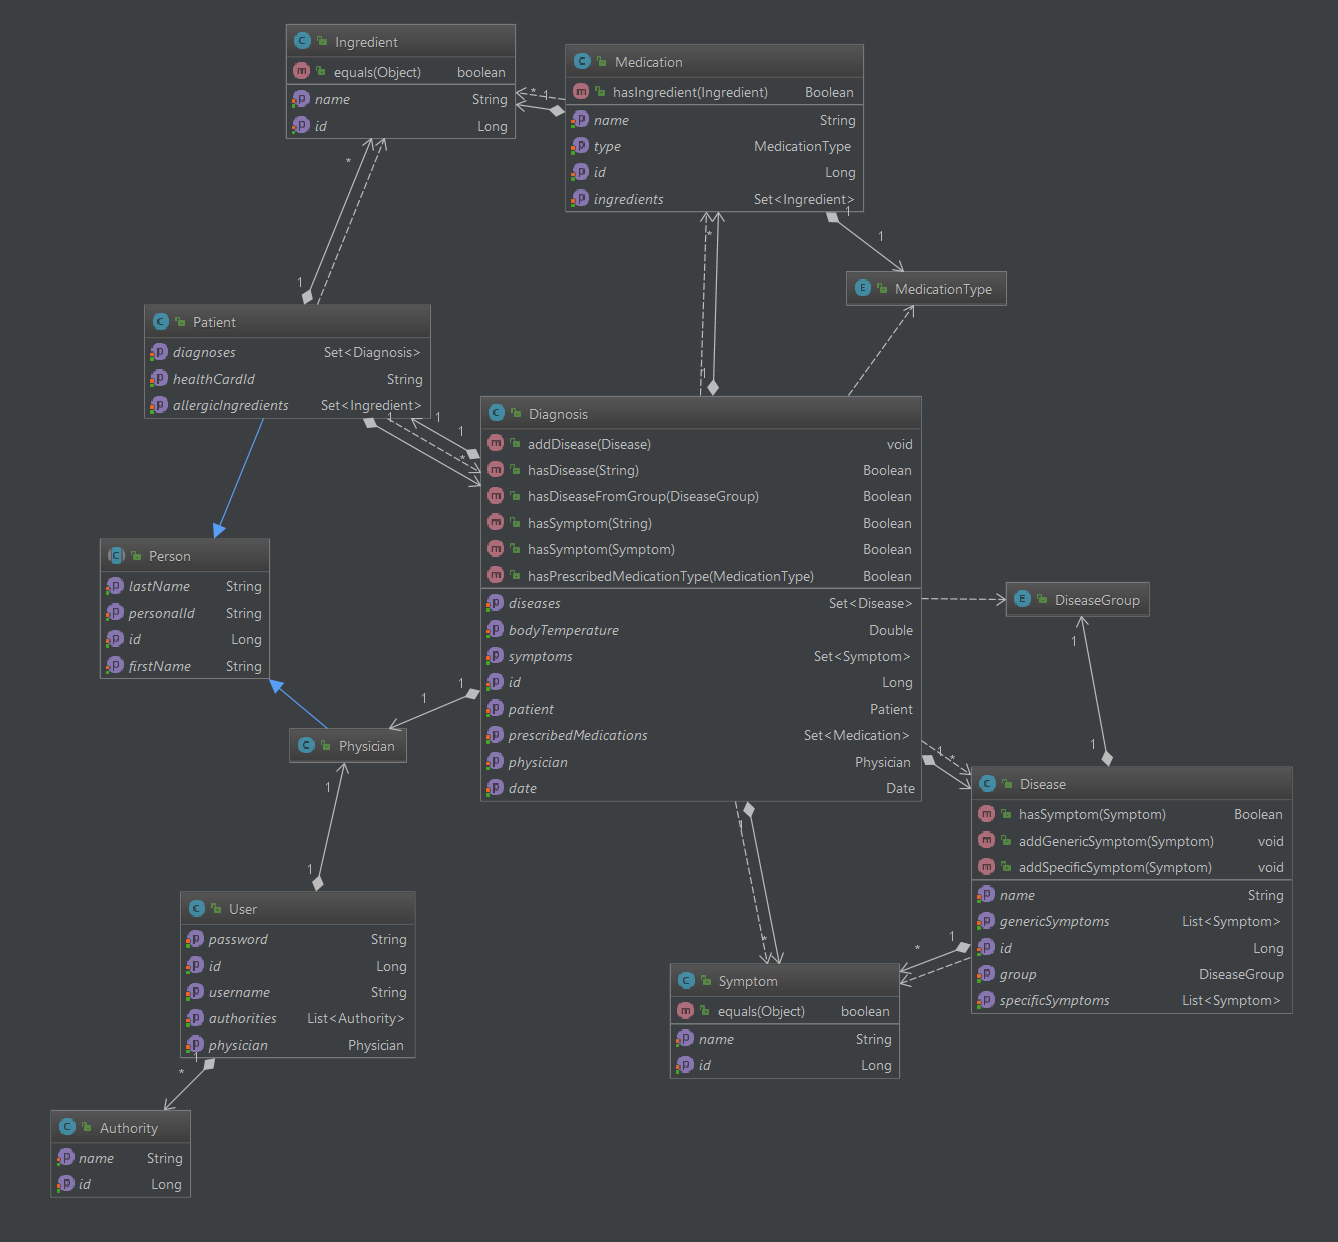 Ingredient
equals(Object) boolean
name String
id Long
Medication
hasIngredient(Ingredient) Boolean
name String
type MedicationType
id Long
ingredients Set<Ingredient>
* 1
*
1
1
1
*
MedicationType
Patient
diagnoses Set<Diagnosis>
healthCardId String
allergicIngredients Set<Ingredient>
1
1 1
1
*
Diagnosis
addDisease(Disease) void
hasDisease(String) Boolean
hasDiseaseFromGroup(DiseaseGroup) Boolean
hasSymptom(String) Boolean
hasSymptom(Symptom) Boolean
hasPrescribedMedicationType(MedicationType) Boolean
diseases Set<Disease>
bodyTemperature Double
symptoms Set<Symptom>
id Long
patient Patient
prescribedMedications Set<Medication>
physician Physician
date Date
Person
lastName String
personalId String
id Long
firstName String
DiseaseGroup
1
1
1
1
Physician
1
1
1 *
Disease
hasSymptom(Symptom) Boolean
addGenericSymptom(Symptom) void
addSpecificSymptom(Symptom) void
name String
genericSymptoms List<Symptom>
id Long
group DiseaseGroup
specificSymptoms List<Symptom>
1
*
1
*
User
password String
id Long
username String
authorities List<Authority>
physician Physician
1
*
Symptom
equals(Object) boolean
name String
id Long
Authority
name String
id Long